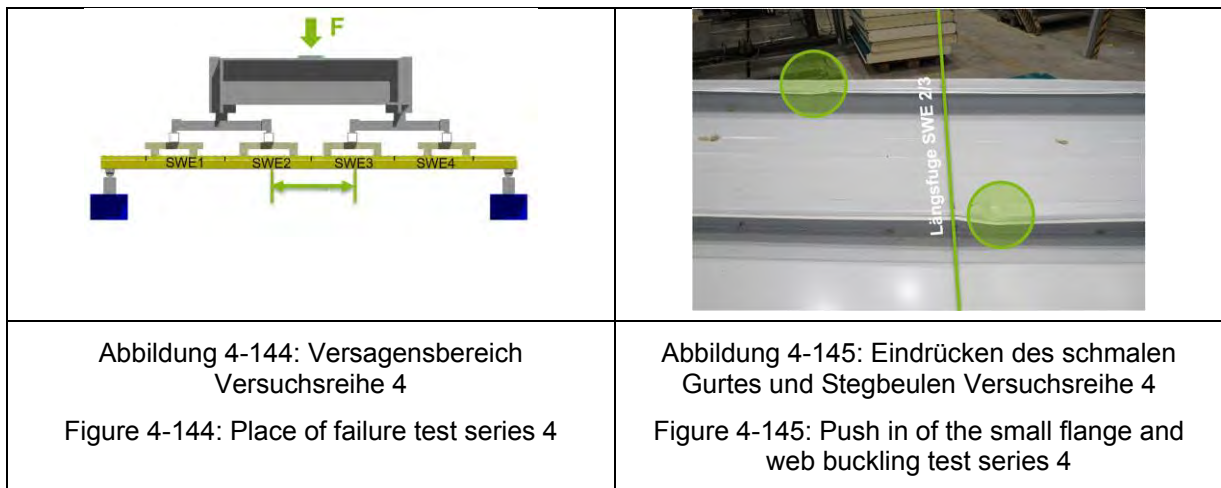 F
SWE1 SWE2 SWE3 SWE4
Längsfuge SWE 2/3
Abbildung 4-144: Versagensbereich
Versuchsreihe 4
Figure 4-144: Place of failure test series 4
Abbildung 4-145: Eindrücken des schmalen
Gurtes und Stegbeulen Versuchsreihe 4
Figure 4-145: Push in of the small flange and
web buckling test series 4